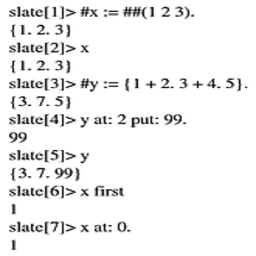 slate[1]> #x := ##(1 2 3).
{1. 2. 3}
slate[2]> x
{1. 2. 3}
slate[3]> #y := {1 + 2. 3 + 4. 5}.
{3. 7. 5}
slate[4]> y at: 2 put: 99.
99
slate[5]> y
{3. 7. 99}
slate[6]> x first
1
slate[7]> x at: 0.
1